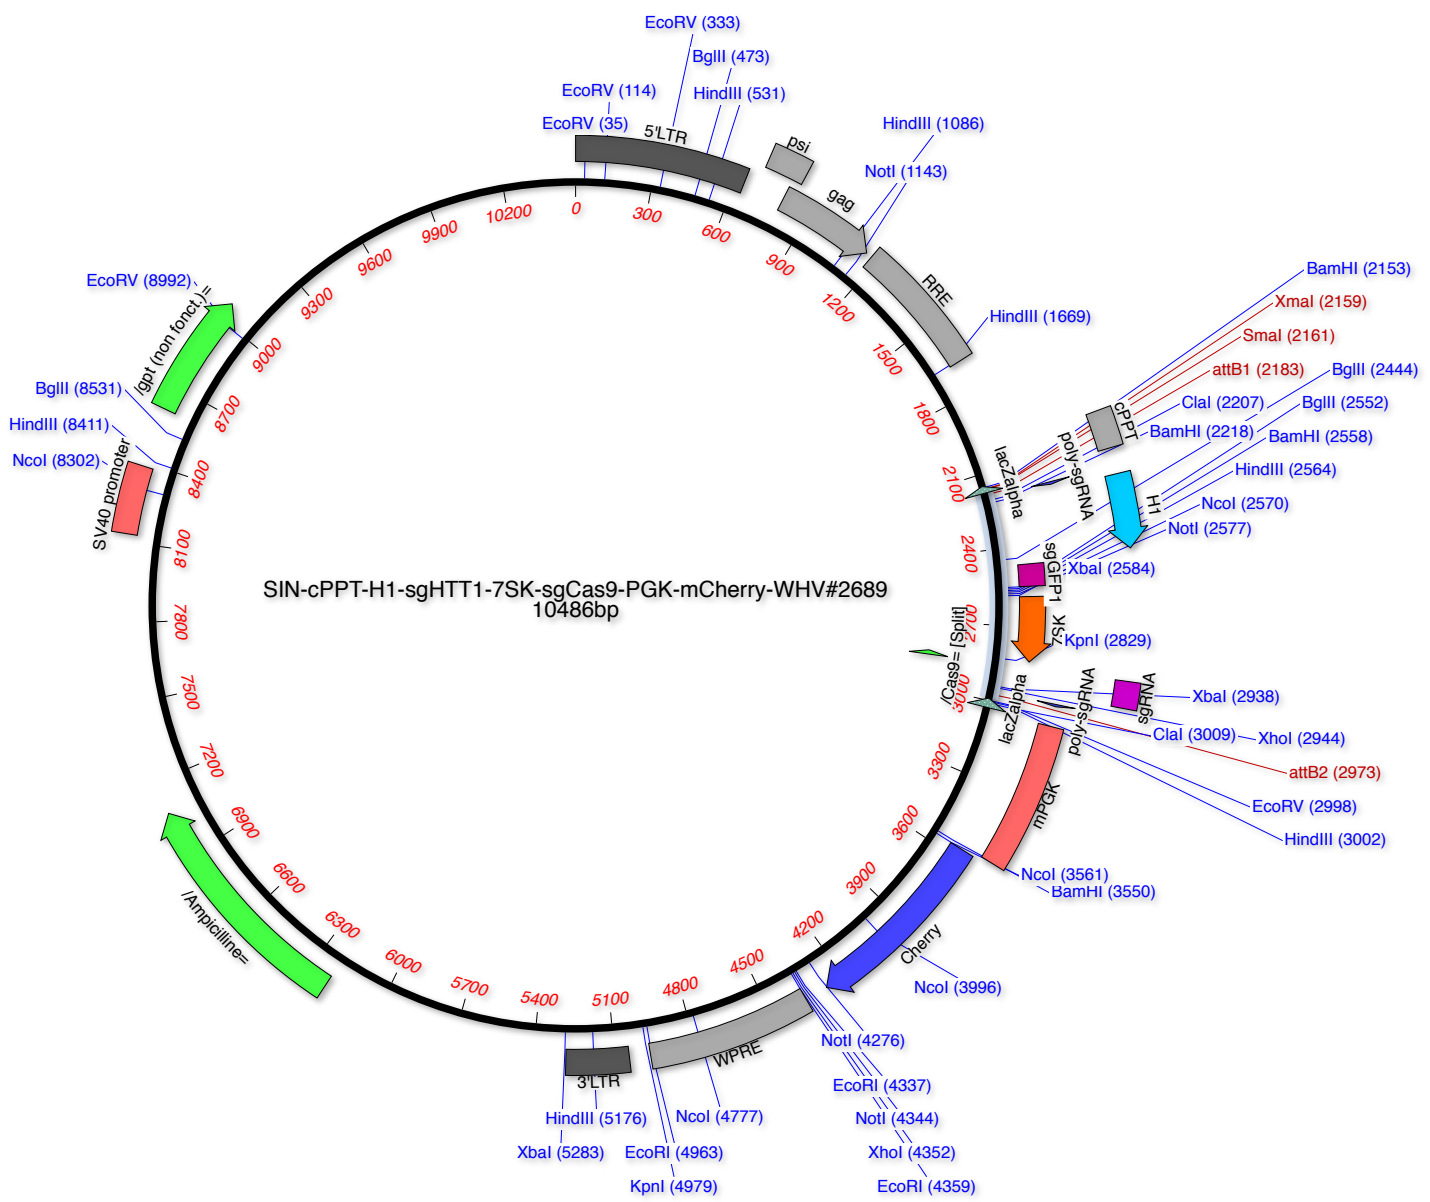 EcoRV (333)
BglII (473)
EcoRV (114)
HindIII (531)
EcoRV (35)
5'LTR
psi
HindIII (1086)
NotI (1143)
gag
RRE
HindIII (1669)
BamHI (2153)
XmaI (2159)
SmaI (2161)
attB1 (2183)
BglII (2444)
ClaI (2207)
BglII (2552)
cPPT
BamHI (2218)
BamHI (2558)
poly-sgRNA
lacZalpha
HindIII (2564)
H1
NcoI (2570)
NotI (2577)
sgGFP1
XbaI (2584)
7SK
KpnI (2829)
/Cas9= [Split]
lacZalpha
poly-sgRNA
sgRNA
XbaI (2938)
ClaI (3009)
XhoI (2944)
attB2 (2973)
EcoRV (2998)
HindIII (3002)
mPGK
NcoI (3561)
BamHI (3550)
Cherry
NcoI (3996)
NotI (4276)
EcoRI (4337)
NotI (4344)
XhoI (4352)
EcoRI (4359)
WPRE
NcoI (4777)
EcoRI (4963)
KpnI (4979)
3'LTR
HindIII (5176)
XbaI (5283)
/Ampicilline=
SV40 promoter
NcoI (8302)
HindIII (8411)
BglII (8531)
/gpt (non fonct.)=
EcoRV (8992)
0
300
600
900
1200
1500
1800
2100
2400
2700
3000
3300
3600
3900
4200
4500
4800
5100
5400
5700
6000
6300
6600
6900
7200
7500
7800
8100
8400
8700
9000
9300
9600
9900
10200
SIN-cPPT-H1-sgHTT1-7SK-sgCas9-PGK-mCherry-WHV#2689
10486bp